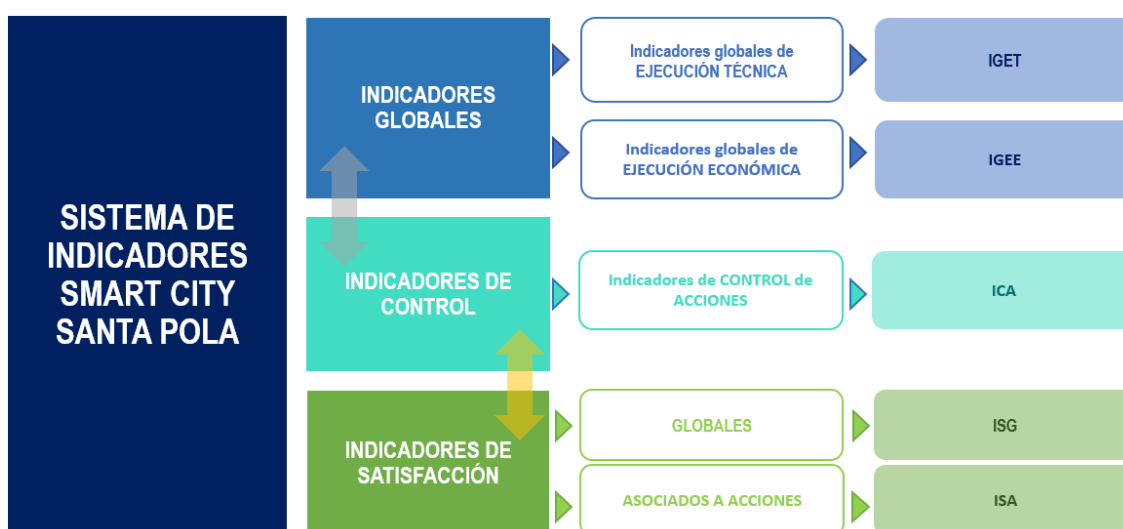 SISTEMA DE
INDICADORES
SMART CITY
SANTA POLA
INDICADORES
GLOBALES
Indicadores globales de
EJECUCIÓN TÉCNICA
IGET
Indicadores globales de
EJECUCIÓN ECONÓMICA
IGEE
INDICADORES DE
CONTROL
Indicadores de CONTROL de
ACCIONES
ICA
INDICADORES DE
SATISFACCIÓN
GLOBALES
ISG
ASOCIADOS A ACCIONES
ISA